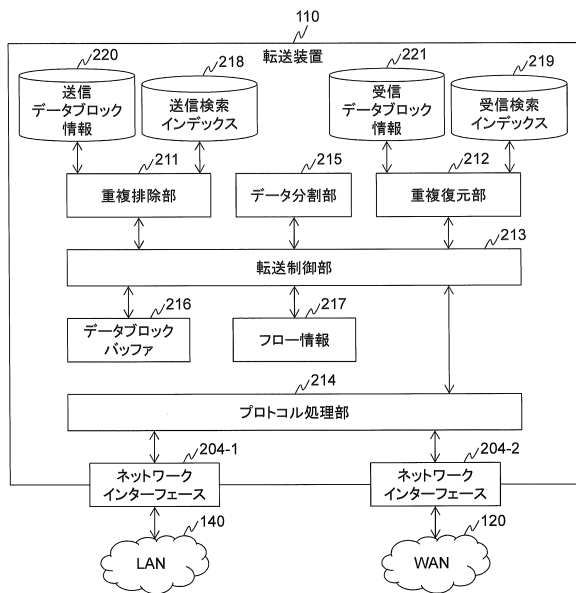 110
転送装置
220
218
221
219
送信
データブロック
情報
送信検索
インデックス
受信
データブロック
情報
受信検索
インデックス
211
215
212
重複排除部
データ分割部
重複復元部
213
転送制御部
216
217
データブロック
バッファ
フロー情報
214
プロトコル処理部
204-1
204-2
ネットワーク
インターフェース
ネットワーク
インターフェース
140
120
LAN
WAN